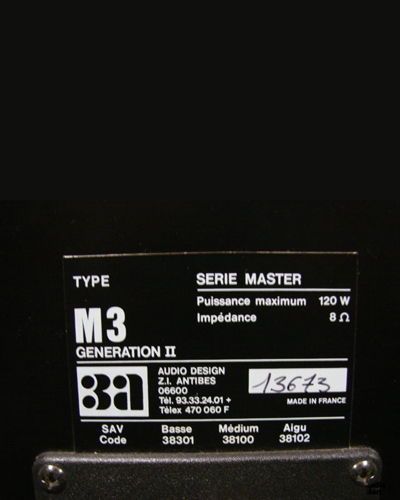 TYPE
SERIE MASTER
Puissance maximum 120 W
Impédance 8 Ω
M3
GENERATION II
3a
AUDIO DESIGN
Z.I. ANTIBES
06600
Tél. 93.33.24.01 +
Télex 470 060 F
13673
MADE IN FRANCE
SAV Basse Médium Aigu
Code 38301 38100 38102